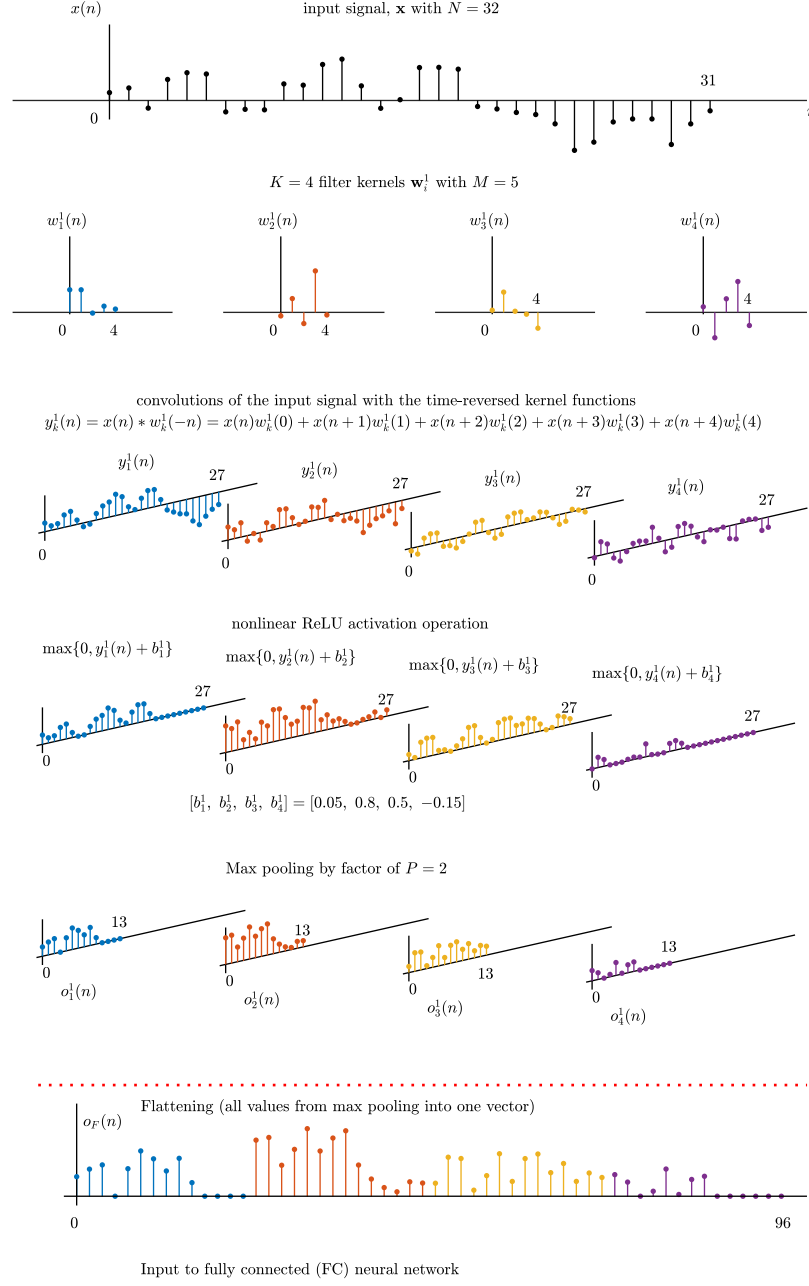 x(n)
input signal, x with N = 32
31
0
K = 4 filter kernels w_i^1 with M = 5
w_1^1(n) w_2^1(n) w_3^1(n) w_4^1(n)
4 4
0 4 0 4 0 0
convolutions of the input signal with the time-reversed kernel functions
y_k^1(n) = x(n) ∗ w_k^1(−n) = x(n)w_k^1(0) + x(n + 1)w_k^1(1) + x(n + 2)w_k^1(2) + x(n + 3)w_k^1(3) + x(n + 4)w_k^1(4)
y_1^1(n) y_2^1(n) y_3^1(n) y_4^1(n)
27 27 27 27
0 0 0 0
nonlinear ReLU activation operation
max{0, y_1^1(n) + b_1^1} max{0, y_2^1(n) + b_2^1} max{0, y_3^1(n) + b_3^1} max{0, y_4^1(n) + b_4^1}
27 27 27 27
0 0 0 0
[b_1^1, b_2^1, b_3^1, b_4^1] = [0.05, 0.8, 0.5, −0.15]
Max pooling by factor of P = 2
13 13 13 13
0 0 0 0
o_1^1(n) o_2^1(n) o_3^1(n) o_4^1(n)
Flattening (all values from max pooling into one vector)
o_F(n)
0 96
Input to fully connected (FC) neural network